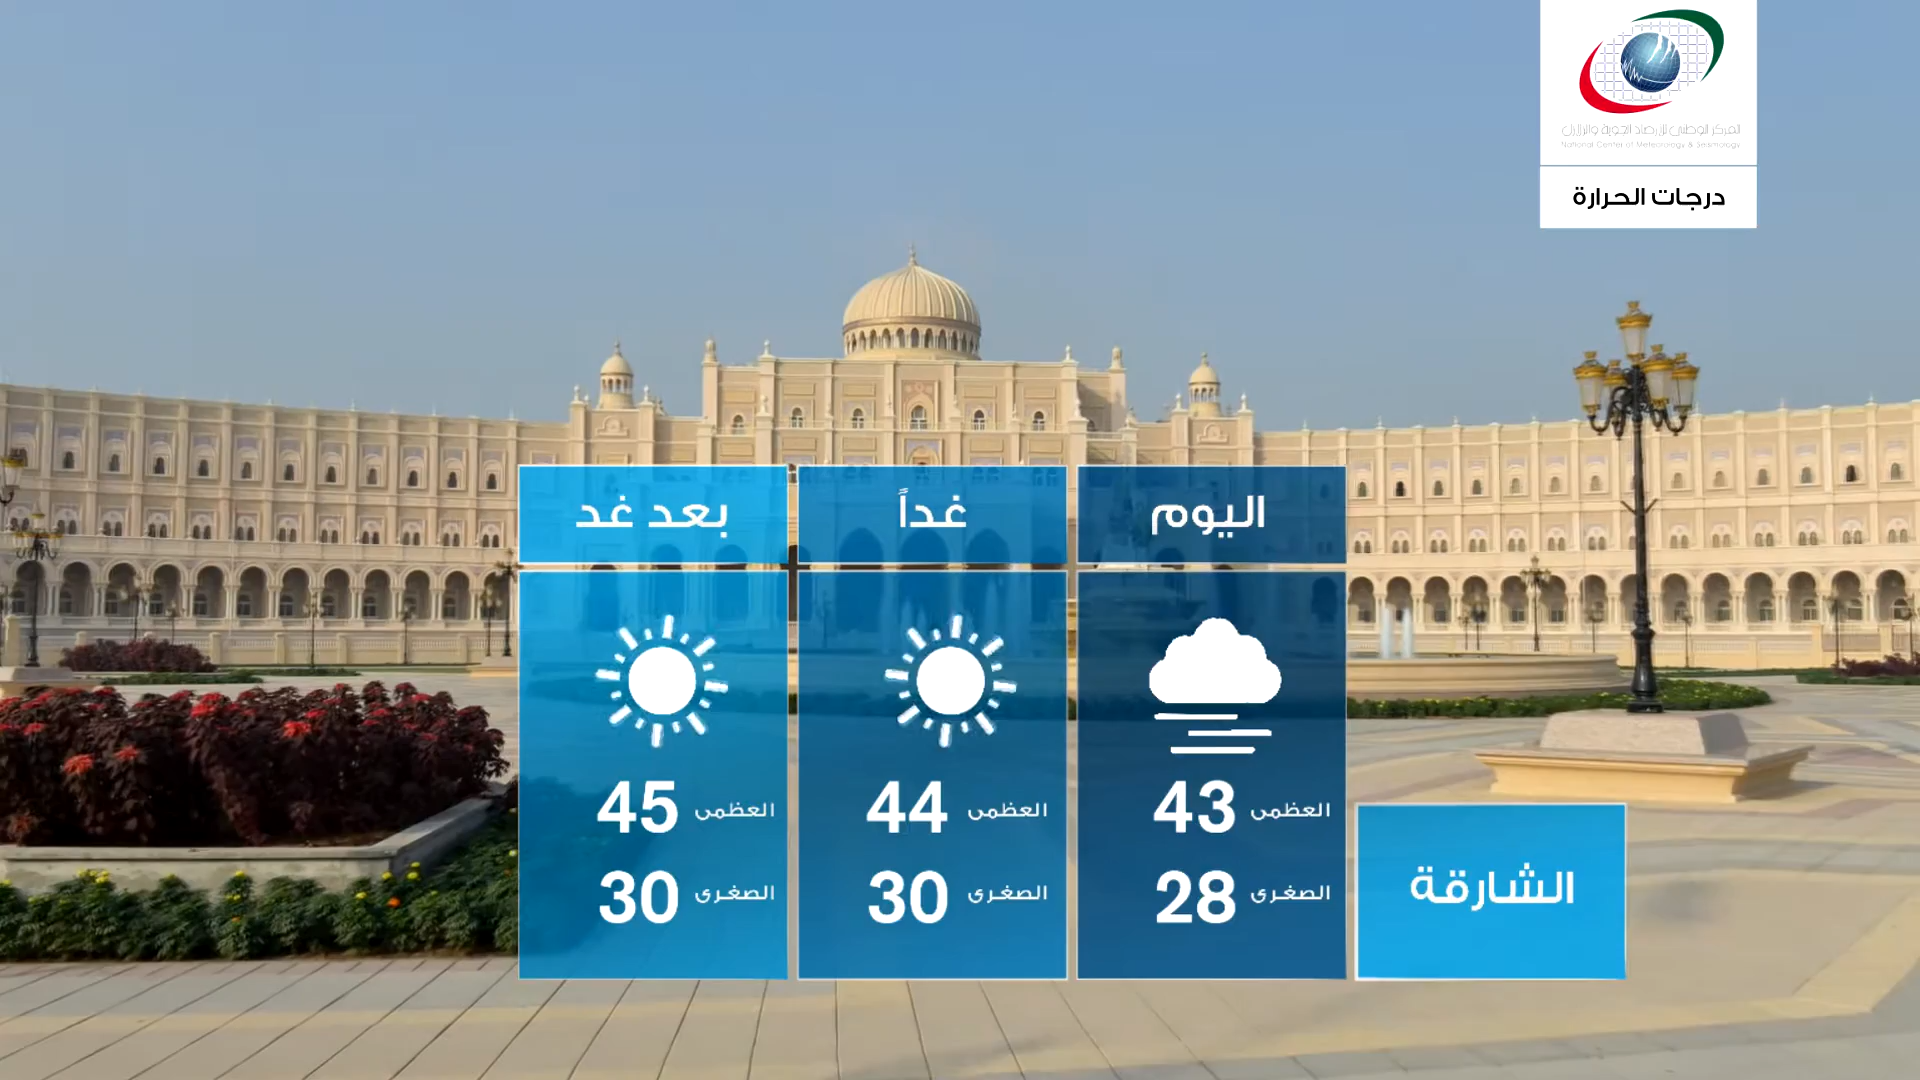 المركز الوطني للأرصاد الجوية والزلازل
National Center of Meteorology & Seismology
درجات الحرارة
اليوم
غداً
بعد غد
العظمى 43
العظمى 44
العظمى 45
الصغرى 28
الصغرى 30
الصغرى 30
الشارقة